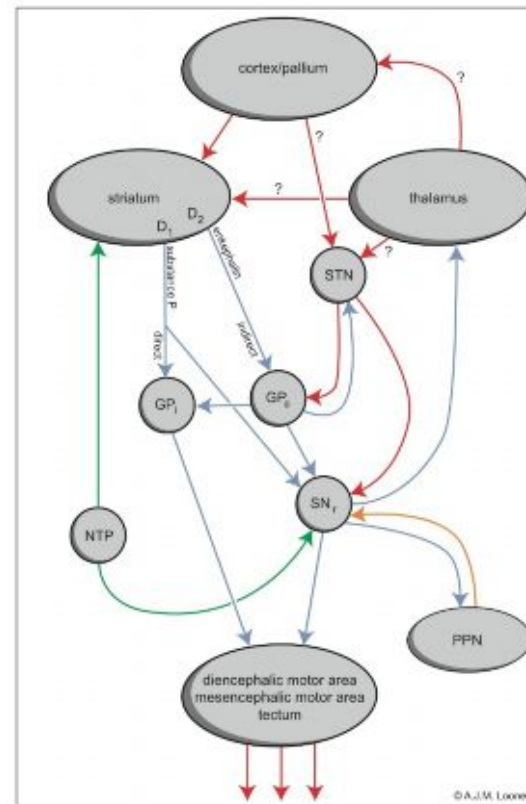 cortex/pallium
?
?
striatum
?
thalamus
D1
D2
?
substance P
enkephalin
STN
direct
indirect
GPi
GPe
SNr
NTP
PPN
diencephalic motor area
mesencephalic motor area
tectum